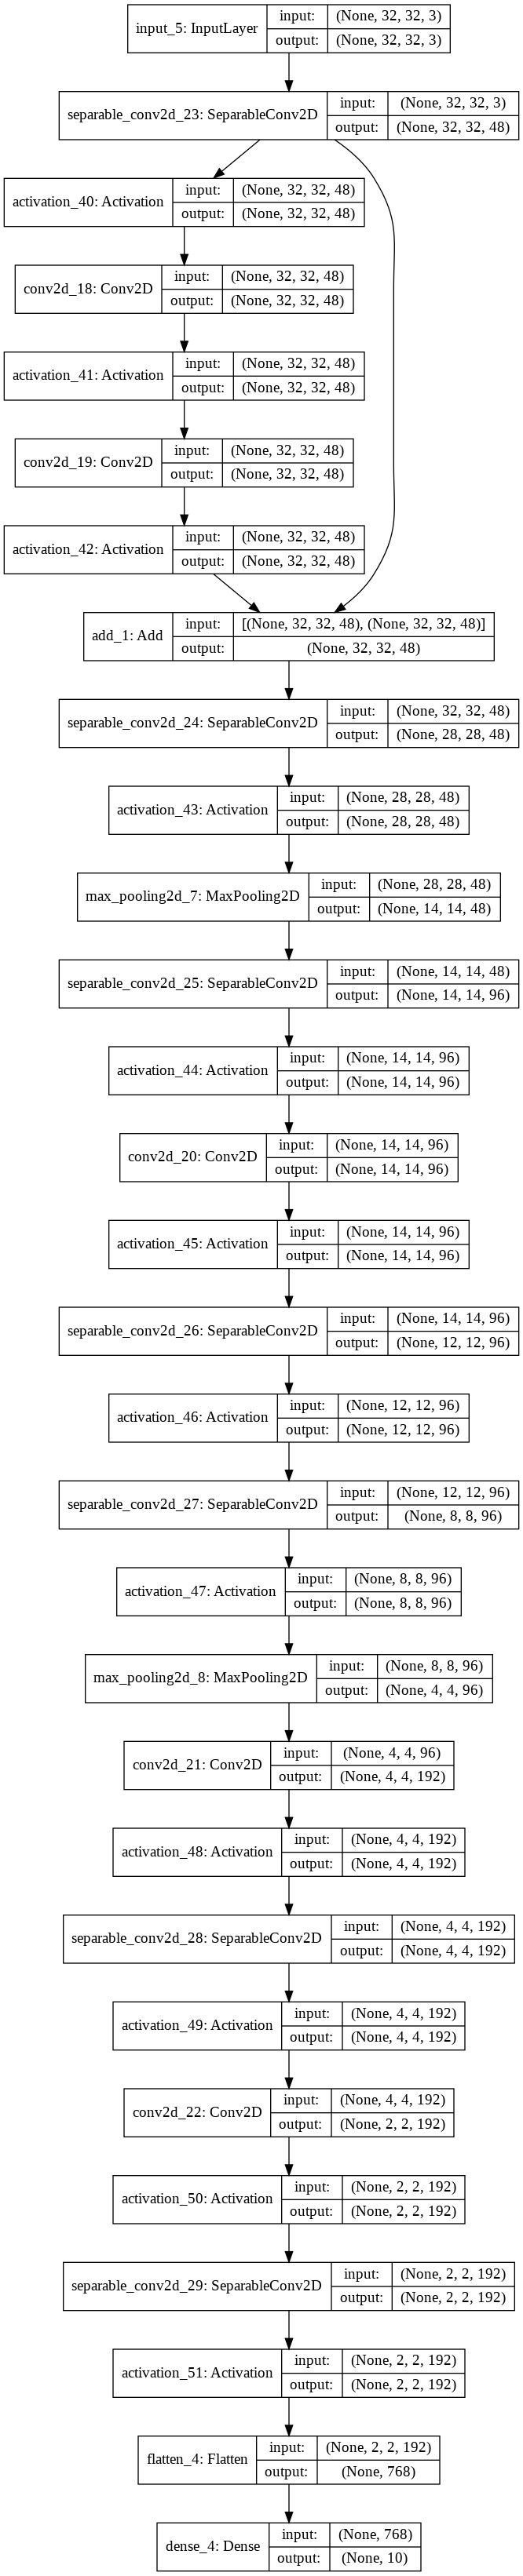 input_5: InputLayer
input: (None, 32, 32, 3)
output: (None, 32, 32, 3)
separable_conv2d_23: SeparableConv2D
input: (None, 32, 32, 3)
output: (None, 32, 32, 48)
activation_40: Activation
input: (None, 32, 32, 48)
output: (None, 32, 32, 48)
conv2d_18: Conv2D
input: (None, 32, 32, 48)
output: (None, 32, 32, 48)
activation_41: Activation
input: (None, 32, 32, 48)
output: (None, 32, 32, 48)
conv2d_19: Conv2D
input: (None, 32, 32, 48)
output: (None, 32, 32, 48)
activation_42: Activation
input: (None, 32, 32, 48)
output: (None, 32, 32, 48)
add_1: Add
input: [(None, 32, 32, 48), (None, 32, 32, 48)]
output: (None, 32, 32, 48)
separable_conv2d_24: SeparableConv2D
input: (None, 32, 32, 48)
output: (None, 28, 28, 48)
activation_43: Activation
input: (None, 28, 28, 48)
output: (None, 28, 28, 48)
max_pooling2d_7: MaxPooling2D
input: (None, 28, 28, 48)
output: (None, 14, 14, 48)
separable_conv2d_25: SeparableConv2D
input: (None, 14, 14, 48)
output: (None, 14, 14, 96)
activation_44: Activation
input: (None, 14, 14, 96)
output: (None, 14, 14, 96)
conv2d_20: Conv2D
input: (None, 14, 14, 96)
output: (None, 14, 14, 96)
activation_45: Activation
input: (None, 14, 14, 96)
output: (None, 14, 14, 96)
separable_conv2d_26: SeparableConv2D
input: (None, 14, 14, 96)
output: (None, 12, 12, 96)
activation_46: Activation
input: (None, 12, 12, 96)
output: (None, 12, 12, 96)
separable_conv2d_27: SeparableConv2D
input: (None, 12, 12, 96)
output: (None, 8, 8, 96)
activation_47: Activation
input: (None, 8, 8, 96)
output: (None, 8, 8, 96)
max_pooling2d_8: MaxPooling2D
input: (None, 8, 8, 96)
output: (None, 4, 4, 96)
conv2d_21: Conv2D
input: (None, 4, 4, 96)
output: (None, 4, 4, 192)
activation_48: Activation
input: (None, 4, 4, 192)
output: (None, 4, 4, 192)
separable_conv2d_28: SeparableConv2D
input: (None, 4, 4, 192)
output: (None, 4, 4, 192)
activation_49: Activation
input: (None, 4, 4, 192)
output: (None, 4, 4, 192)
conv2d_22: Conv2D
input: (None, 4, 4, 192)
output: (None, 2, 2, 192)
activation_50: Activation
input: (None, 2, 2, 192)
output: (None, 2, 2, 192)
separable_conv2d_29: SeparableConv2D
input: (None, 2, 2, 192)
output: (None, 2, 2, 192)
activation_51: Activation
input: (None, 2, 2, 192)
output: (None, 2, 2, 192)
flatten_4: Flatten
input: (None, 2, 2, 192)
output: (None, 768)
dense_4: Dense
input: (None, 768)
output: (None, 10)